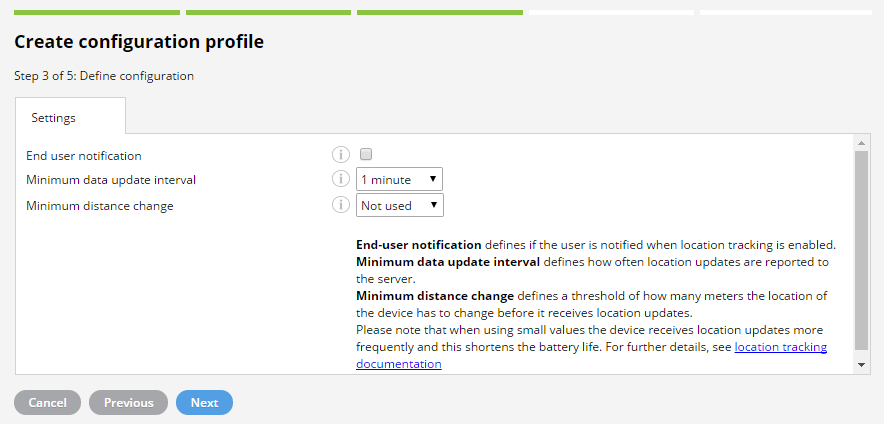 Create configuration profile
Step 3 of 5: Define configuration
Settings
End user notification
Minimum data update interval
1 minute
Minimum distance change
Not used
End-user notification defines if the user is notified when location tracking is enabled.
Minimum data update interval defines how often location updates are reported to
the server.
Minimum distance change defines a threshold of how many meters the location of
the device has to change before it receives location updates.
Please note that when using small values the device receives location updates more
frequently and this shortens the battery life. For further details, see location tracking
documentation
Cancel
Previous
Next